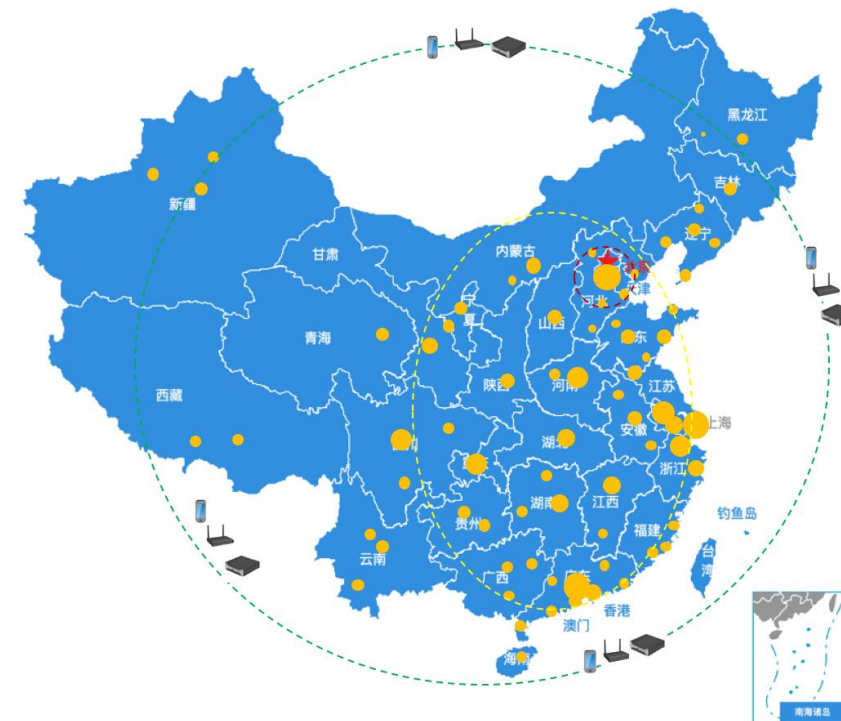 黑龙江
吉林
辽宁
新疆
甘肃
内蒙古
北京
天津
河北
宁
夏
山西
青海
陕西
河南
江苏
西藏
安徽
上海
湖北
浙江
湖南
江西
贵州
福建
钓鱼岛
云南
台
湾
广西
香港
澳门
海南
南海诸岛